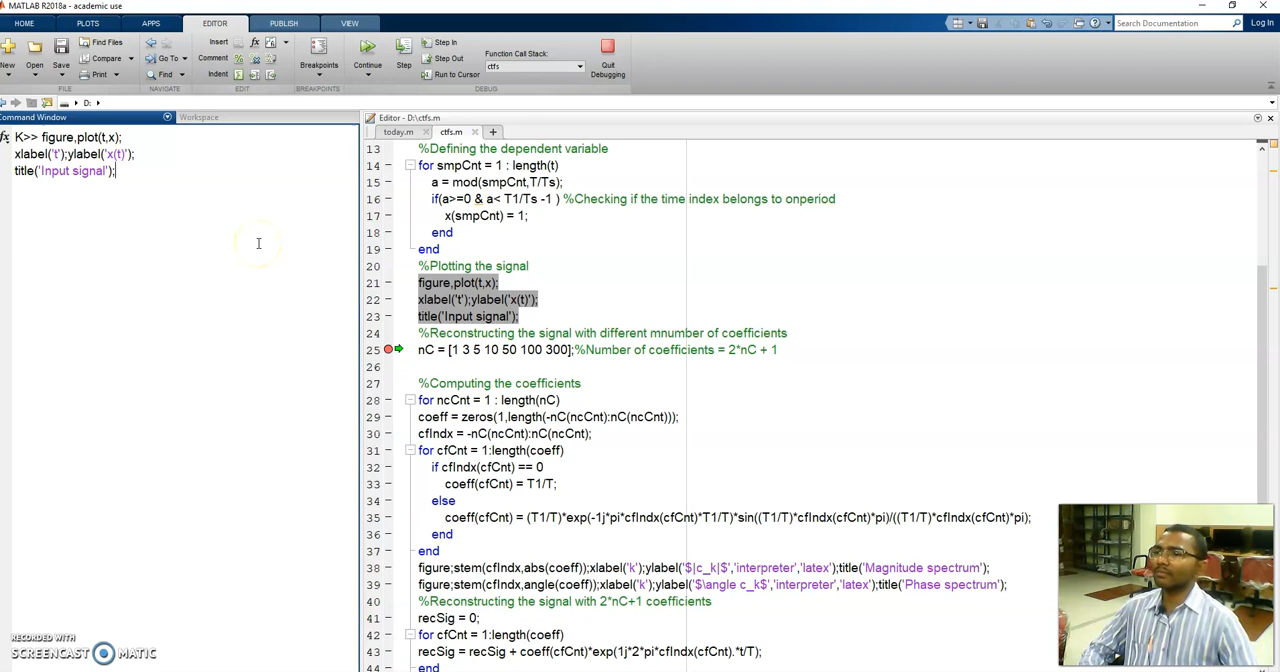 MATLAB R2018a - academic use
HOME PLOTS APPS EDITOR PUBLISH VIEW
Search Documentation Log In
New Open Save Find Files Compare Print
Go To Find
Insert Comment Indent
Breakpoints
Continue Step Step In Step Out Run to Cursor
Function Call Stack:
ctfs
Quit Debugging
FILE NAVIGATE EDIT BREAKPOINTS DEBUG
D:
Command Window Workspace
fx K>> figure,plot(t,x);
xlabel('t');ylabel('x(t)');
title('Input signal');
Editor - D:\ctfs.m
today.m ctfs.m
13 %Defining the dependent variable
14 for smpCnt = 1 : length(t)
15 a = mod(smpCnt,T/Ts);
16 if(a>=0 & a< T1/Ts -1 ) %Checking if the time index belongs to onperiod
17 x(smpCnt) = 1;
18 end
19 end
20 %Plotting the signal
21 figure,plot(t,x);
22 xlabel('t');ylabel('x(t)');
23 title('Input signal');
24 %Reconstructing the signal with different mnumber of coefficients
25 nC = [1 3 5 10 50 100 300];%Number of coefficients = 2*nC + 1
26
27 %Computing the coefficients
28 for ncCnt = 1 : length(nC)
29 coeff = zeros(1,length(-nC(ncCnt):nC(ncCnt)));
30 cfIndx = -nC(ncCnt):nC(ncCnt);
31 for cfCnt = 1:length(coeff)
32 if cfIndx(cfCnt) == 0
33 coeff(cfCnt) = T1/T;
34 else
35 coeff(cfCnt) = (T1/T)*exp(-1j*pi*cfIndx(cfCnt)*T1/T)*sin((T1/T)*cfIndx(cfCnt)*pi)/((T1/T)*cfIndx(cfCnt)*pi);
36 end
37 end
38 figure;stem(cfIndx,abs(coeff));xlabel('k');ylabel('$|c_k|$','interpreter','latex');title('Magnitude spectrum');
39 figure;stem(cfIndx,angle(coeff));xlabel('k');ylabel('$\angle c_k$','interpreter','latex');title('Phase spectrum');
40 %Reconstructing the signal with 2*nC+1 coefficients
41 recSig = 0;
42 for cfCnt = 1:length(coeff)
43 recSig = recSig + coeff(cfCnt)*exp(1j*2*pi*cfIndx(cfCnt).*t/T);
44 end
RECORDED WITH
SCREENCAST MATIC